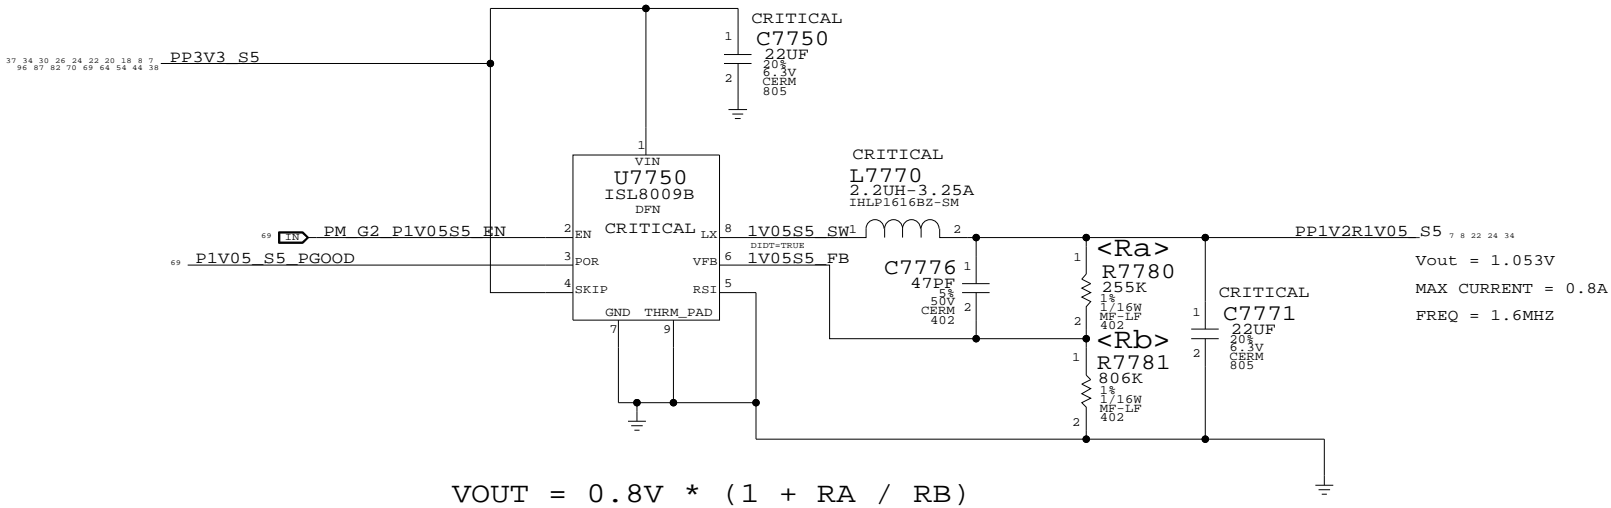 37 34 30 26 24 22 20 18 8 7
96 87 82 70 69 64 54 44 38
PP3V3_S5
CRITICAL
1
C7750
22UF
20%
6.3V
CERM
805
2
1
VIN
U7750
ISL8009B
DFN
CRITICAL
69
IN
PM_G2_P1V05S5_EN
2
EN
69
P1V05_S5_PGOOD
3
POR
4
SKIP
LX
8
1V05S5_SW
DIDT=TRUE
VFB
6
1V05S5_FB
RSI
5
GND
THRM_PAD
7
9
CRITICAL
L7770
2.2UH-3.25A
IHLP1616BZ-SM
1
2
C7776
1
47PF
5%
50V
CERM
402
2
<Ra>
1
R7780
255K
1%
1/16W
MF-LF
402
2
<Rb>
1
R7781
806K
1%
1/16W
MF-LF
402
2
CRITICAL
1
C7771
22UF
20%
6.3V
CERM
805
2
PP1V2R1V05_S5
7 8 22 24 34
Vout = 1.053V
MAX CURRENT = 0.8A
FREQ = 1.6MHZ
VOUT = 0.8V * (1 + RA / RB)